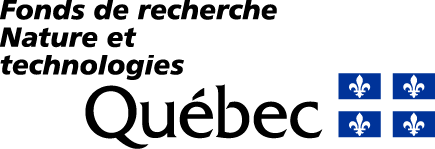 Fonds de recherche
Nature et
technologies
Québec